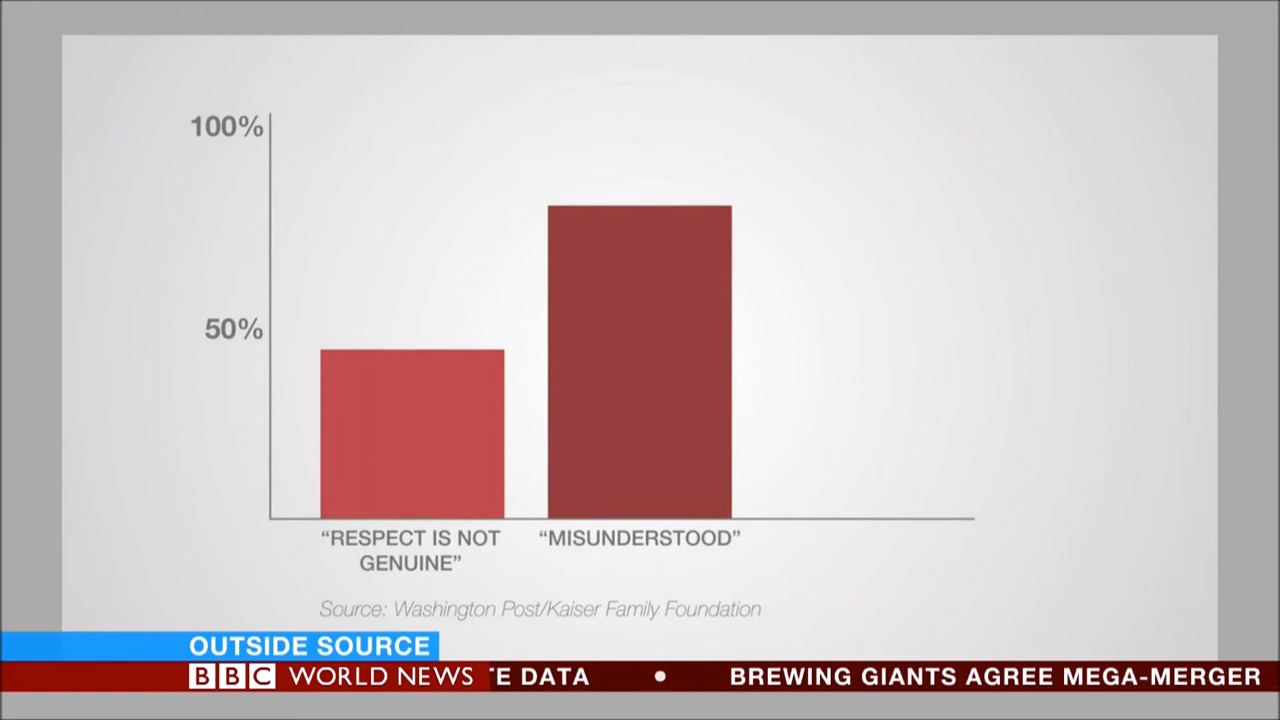 100%
50%
“RESPECT IS NOT
GENUINE”
“MISUNDERSTOOD”
Source: Washington Post/Kaiser Family Foundation
OUTSIDE SOURCE
BBC WORLD NEWS E DATA • BREWING GIANTS AGREE MEGA-MERGER